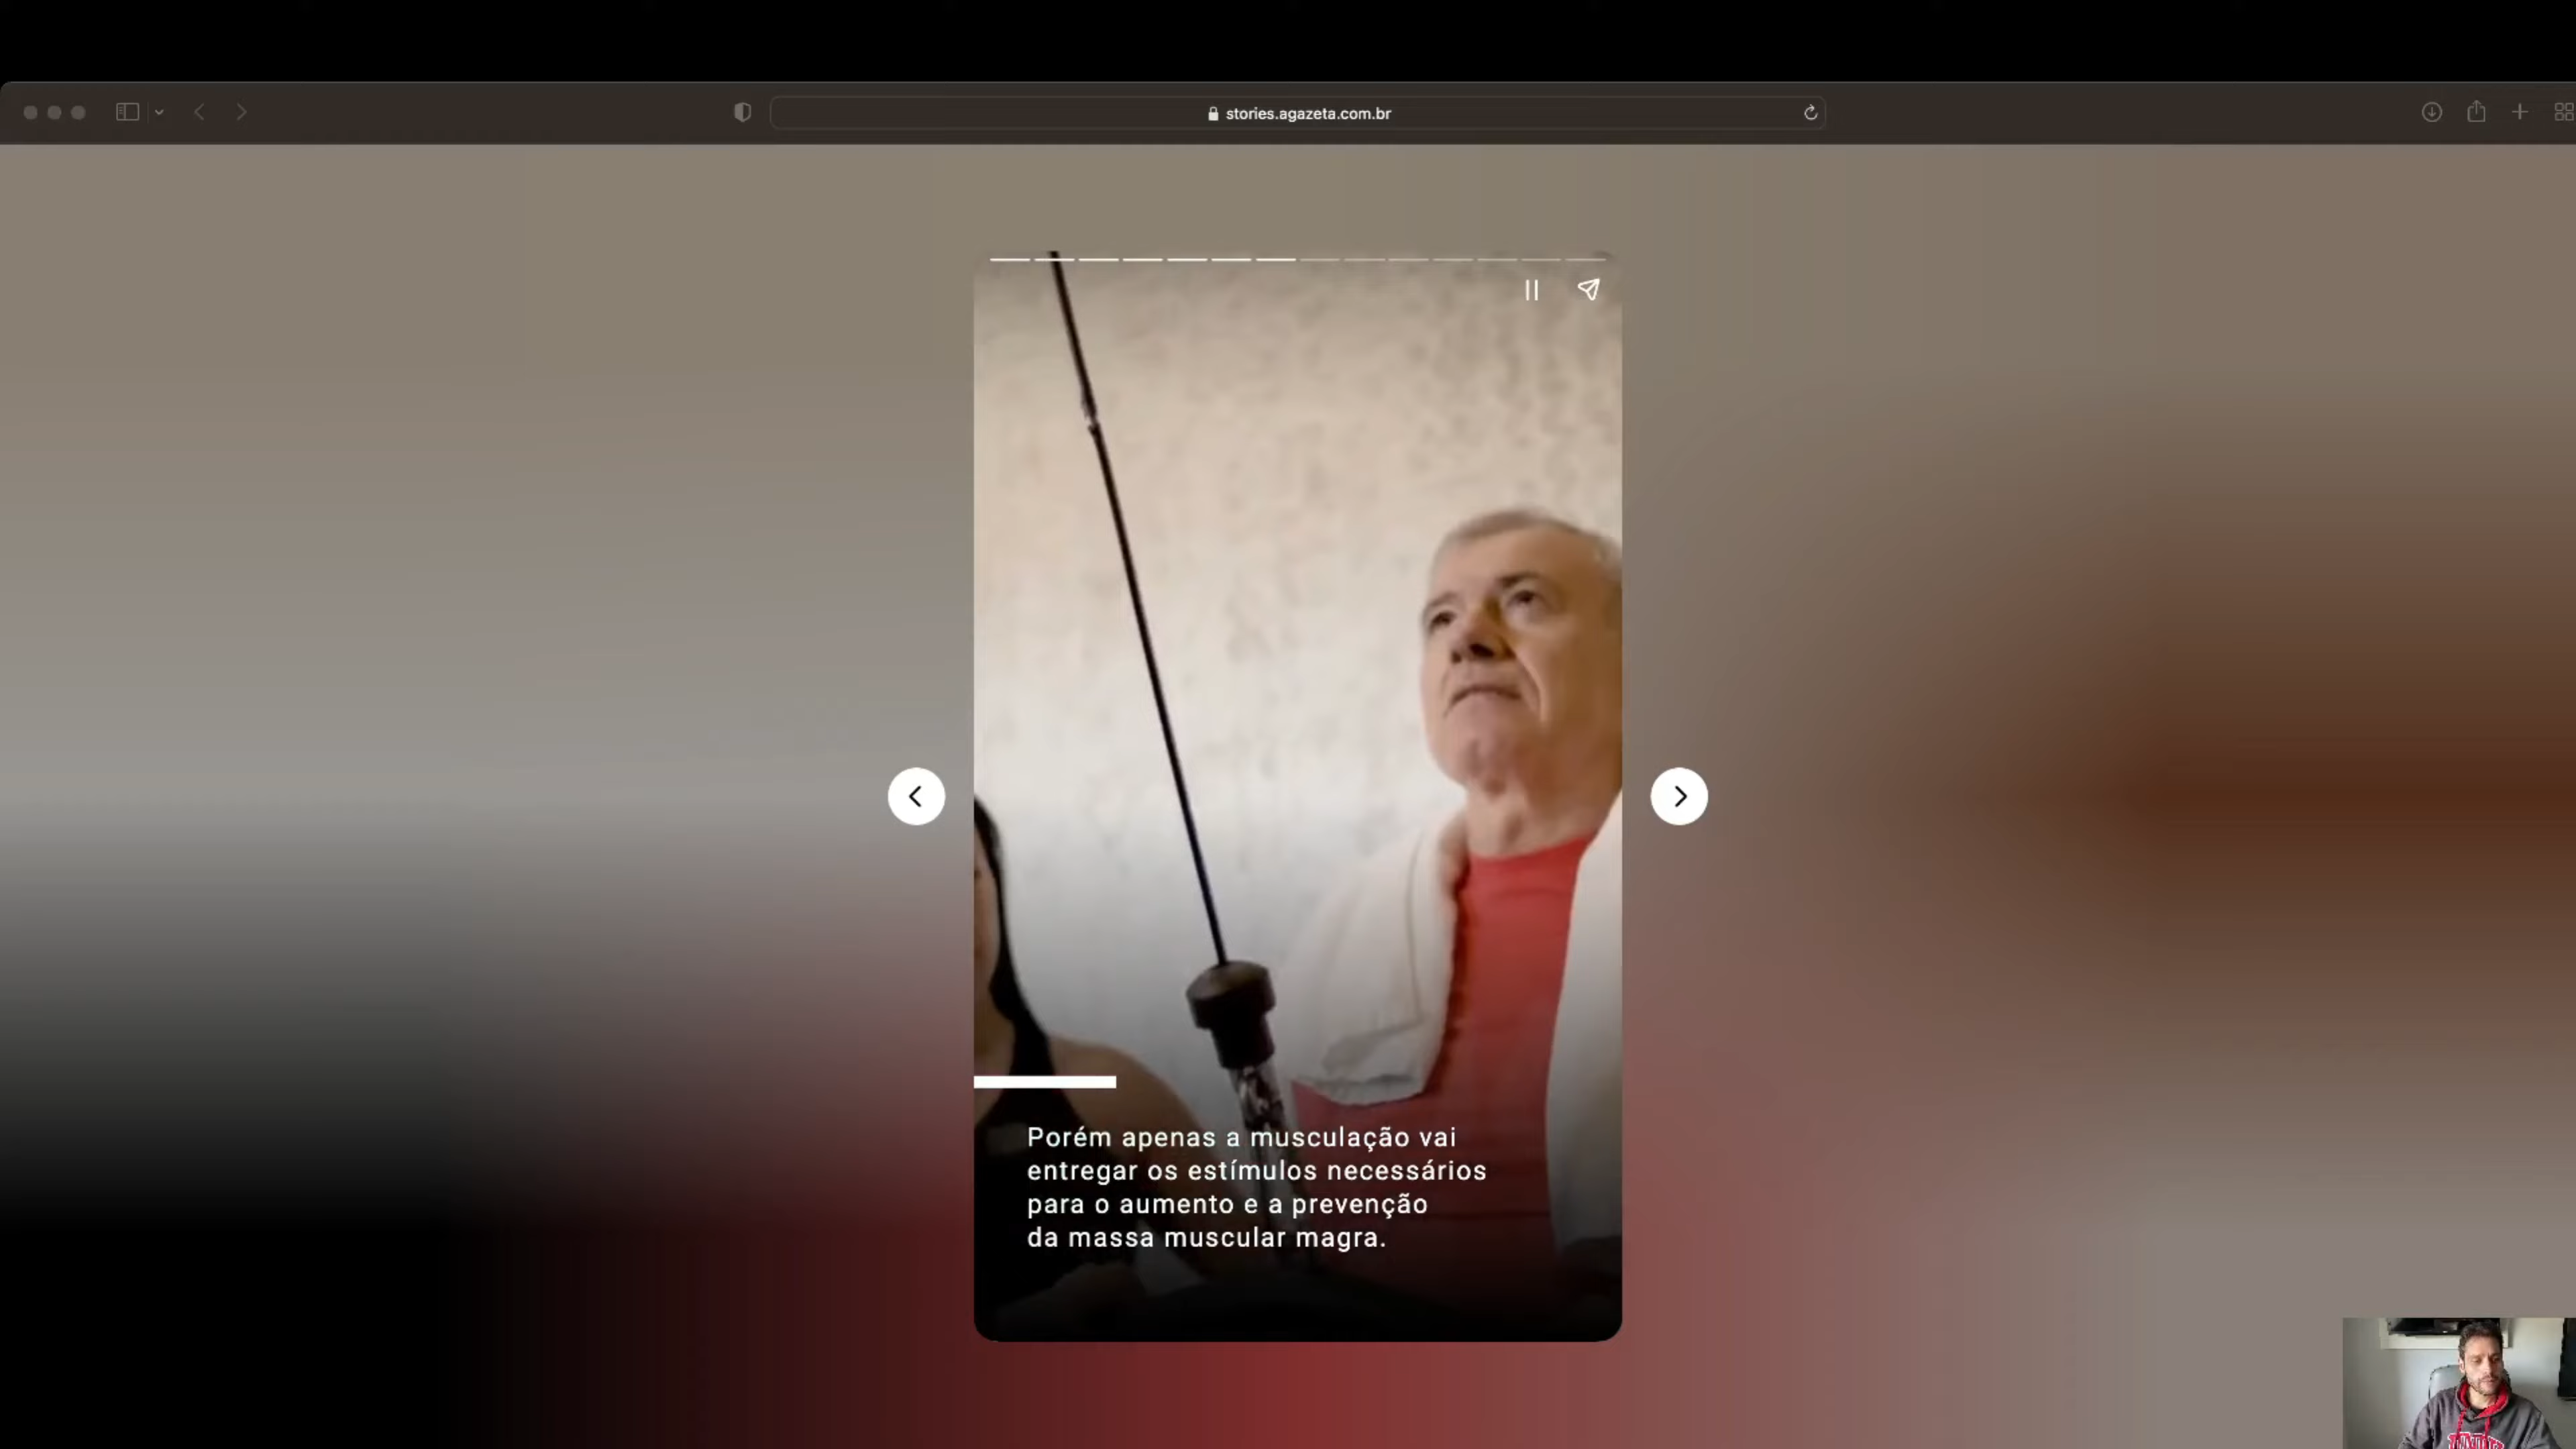 stories.agazeta.com.br
Porém apenas a musculação vai
entregar os estímulos necessários
para o aumento e a prevenção
da massa muscular magra.